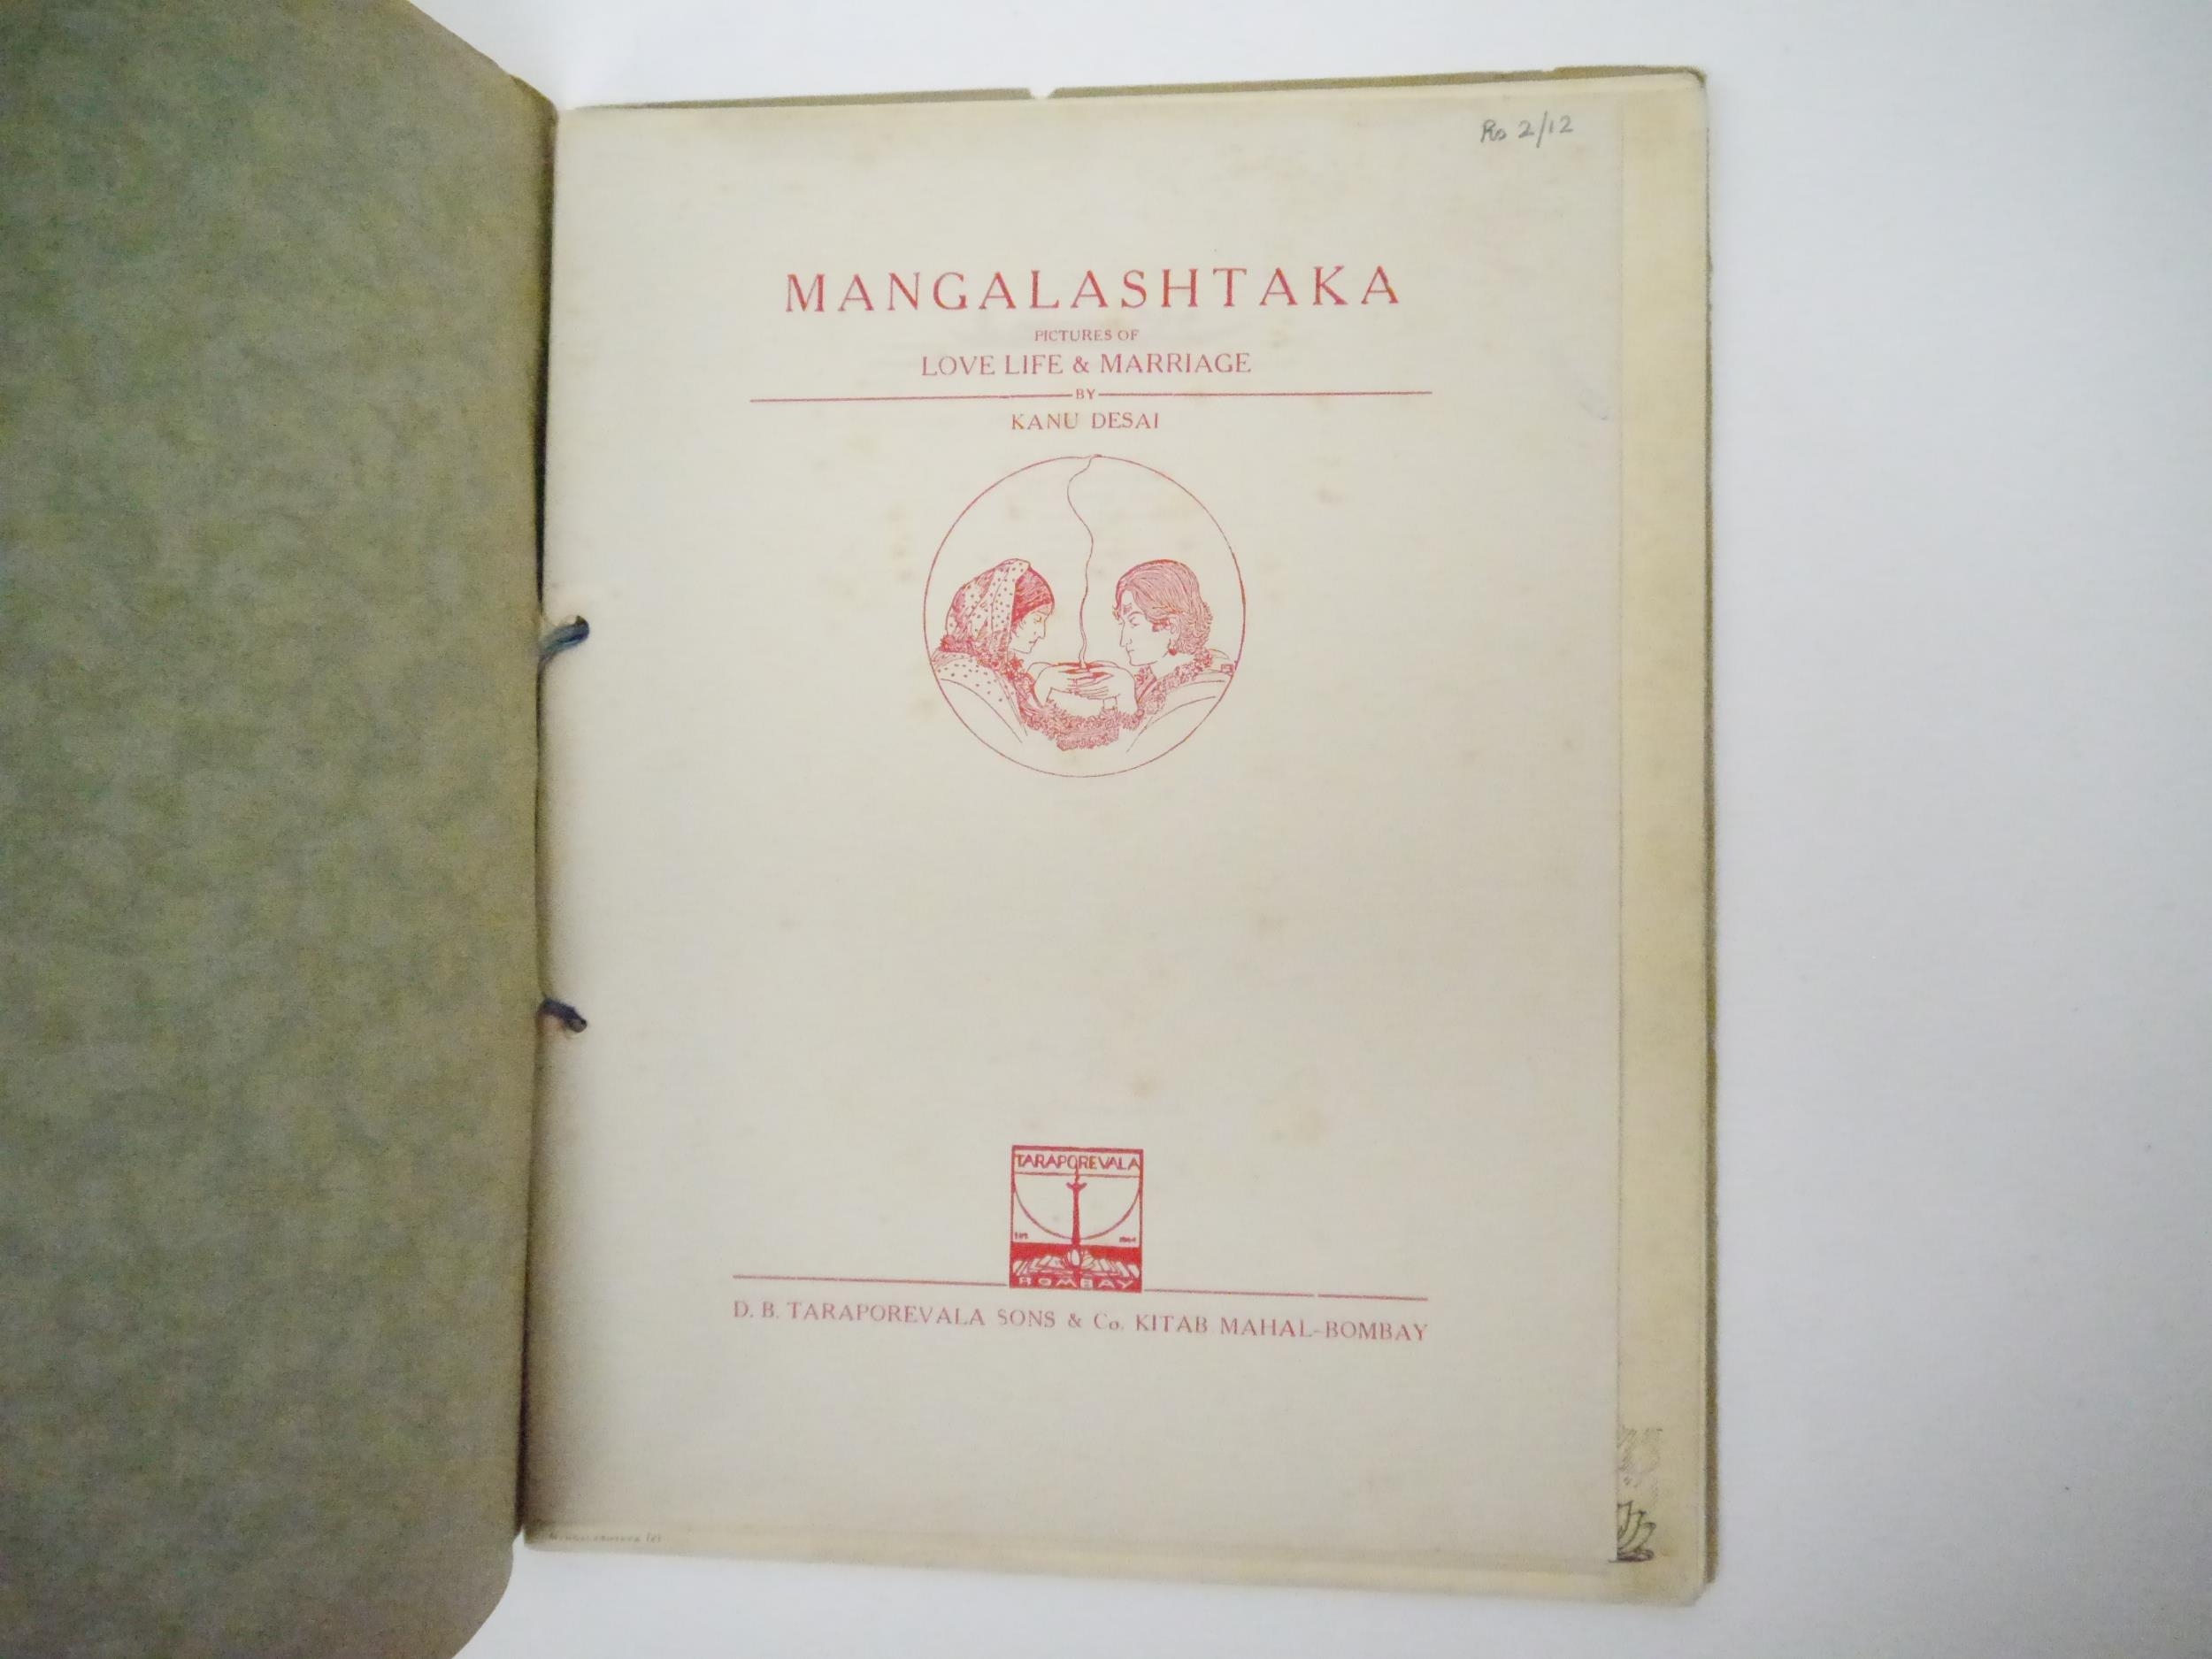 Rs 2/12
MANGALASHTAKA
PICTURES OF
LOVE LIFE & MARRIAGE
BY
KANU DESAI
TARAPOREVALA
BOMBAY
D. B. TARAPOREVALA SONS & Co. KITAB MAHAL-BOMBAY